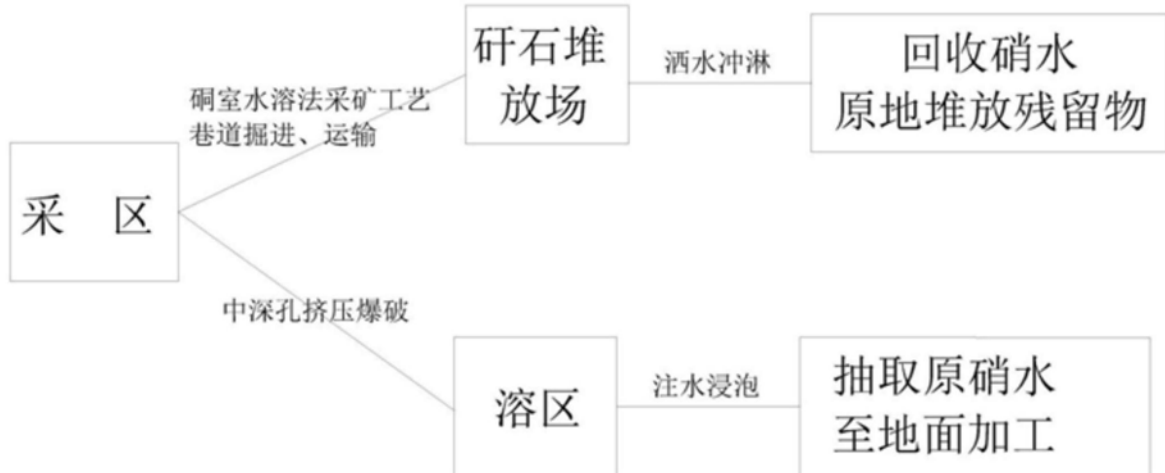 矸石堆
放场
洒水冲淋
回收硝水
原地堆放残留物
硐室水溶法采矿工艺
巷道掘进、运输
采 区
中深孔挤压爆破
溶区
注水浸泡
抽取原硝水
至地面加工